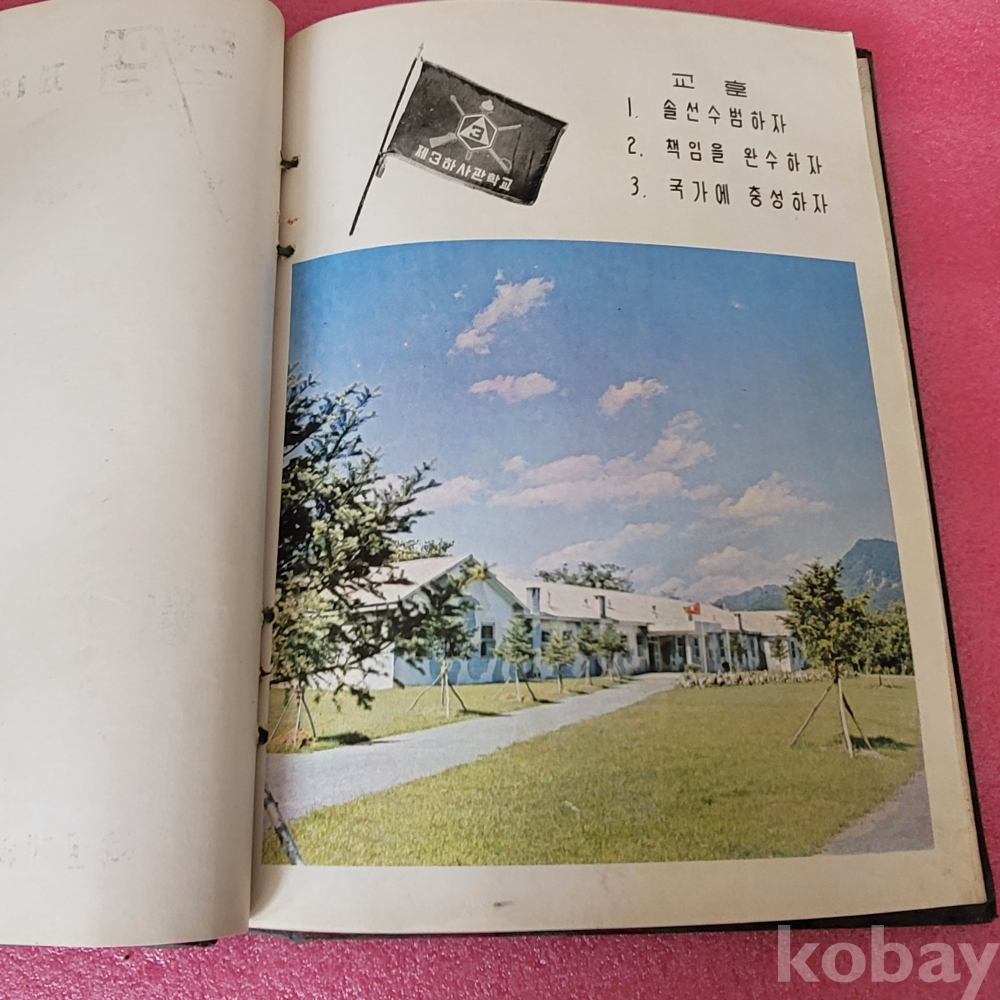 교훈
1. 솔선수범하자
2. 책임을 완수하자
3. 국가에 충성하자
3
제3하사관학교
kobay